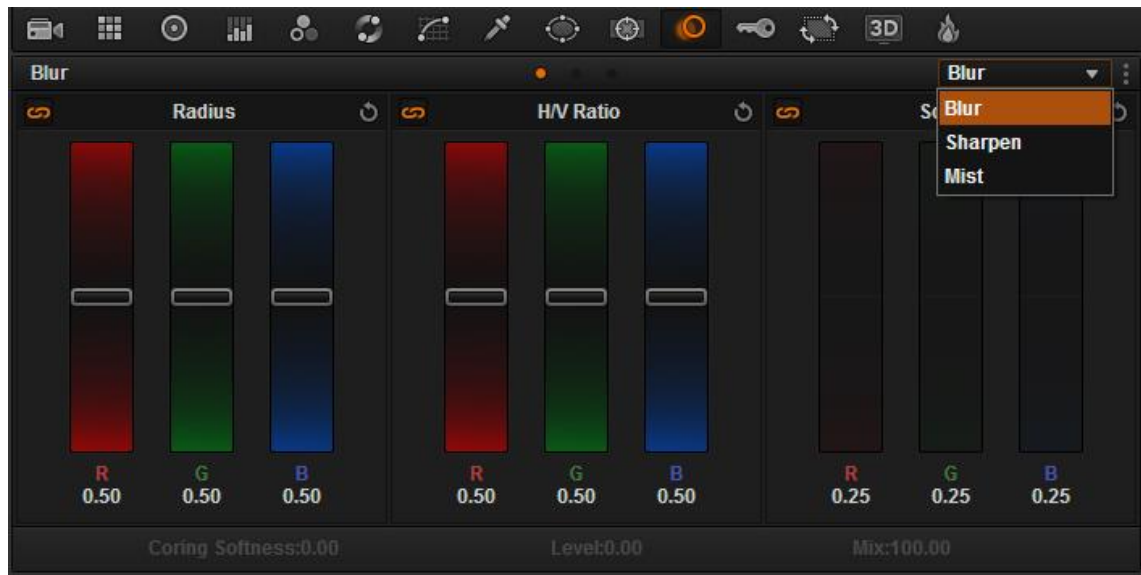 3D
Blur
Blur
Blur
Sharpen
Mist
Radius
H/V Ratio
R G B
0.50 0.50 0.50
R G B
0.50 0.50 0.50
R G B
0.25 0.25 0.25
Coring Softness:0.00 Level:0.00 Mix:100.00